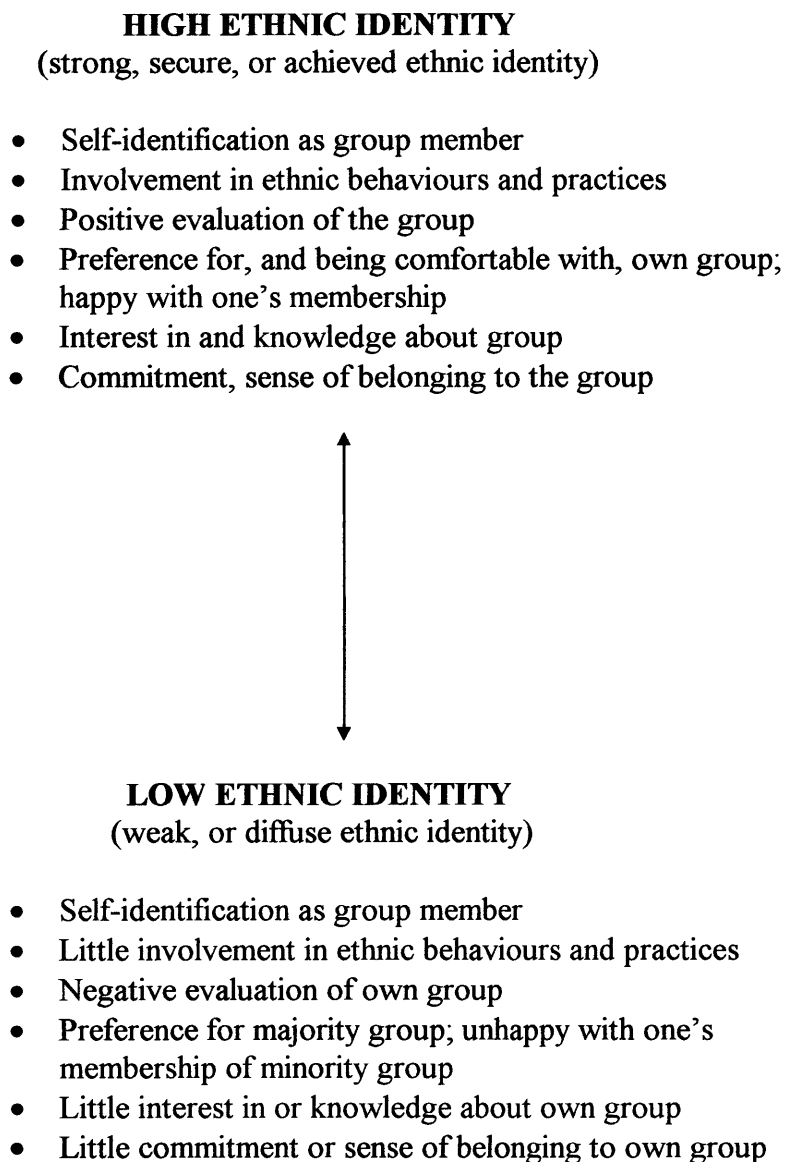 HIGH ETHNIC IDENTITY
(strong, secure, or achieved ethnic identity)
• Self-identification as group member
• Involvement in ethnic behaviours and practices
• Positive evaluation of the group
• Preference for, and being comfortable with, own group;
happy with one's membership
• Interest in and knowledge about group
• Commitment, sense of belonging to the group
LOW ETHNIC IDENTITY
(weak, or diffuse ethnic identity)
• Self-identification as group member
• Little involvement in ethnic behaviours and practices
• Negative evaluation of own group
• Preference for majority group; unhappy with one's
membership of minority group
• Little interest in or knowledge about own group
• Little commitment or sense of belonging to own group